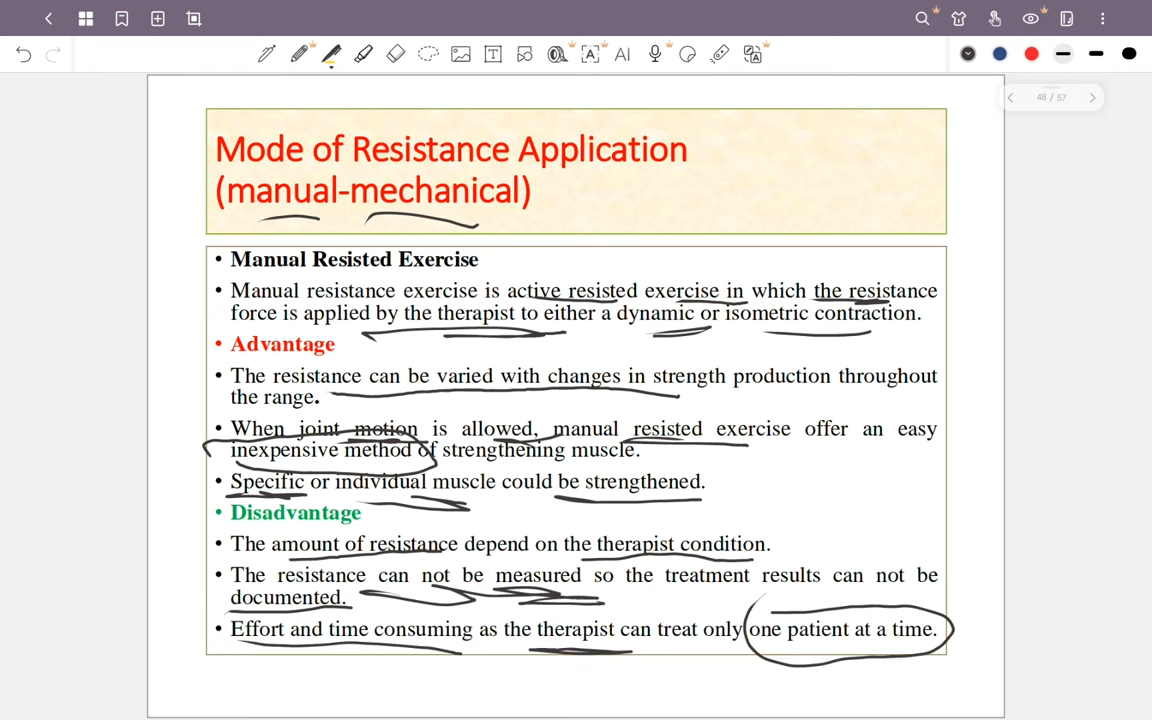 48 / 57
Mode of Resistance Application
(manual-mechanical)
• Manual Resisted Exercise
• Manual resistance exercise is active resisted exercise in which the resistance
force is applied by the therapist to either a dynamic or isometric contraction.
• Advantage
• The resistance can be varied with changes in strength production throughout
the range.
• When joint motion is allowed, manual resisted exercise offer an easy
inexpensive method of strengthening muscle.
• Specific or individual muscle could be strengthened.
• Disadvantage
• The amount of resistance depend on the therapist condition.
• The resistance can not be measured so the treatment results can not be
documented.
• Effort and time consuming as the therapist can treat only one patient at a time.